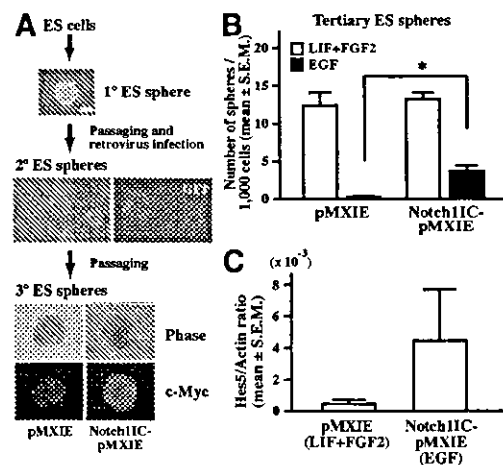 A
ES cells
1° ES sphere
Passaging and
retrovirus infection
2° ES spheres
Passaging
3° ES spheres
Phase
c-Myc
pMXIE
Notch1IC-
pMXIE
B
Tertiary ES spheres
LIF+FGF2
EGF
*
Number of spheres /
1,000 cells (mean ± S.E.M.)
20
15
10
5
0
pMXIE
Notch1IC-
pMXIE
C
(x 10⁻³)
Hes5/Actin ratio
(mean ± S.E.M.)
8
6
4
2
0
pMXIE
(LIF+FGF2)
Notch1IC-
pMXIE
(EGF)